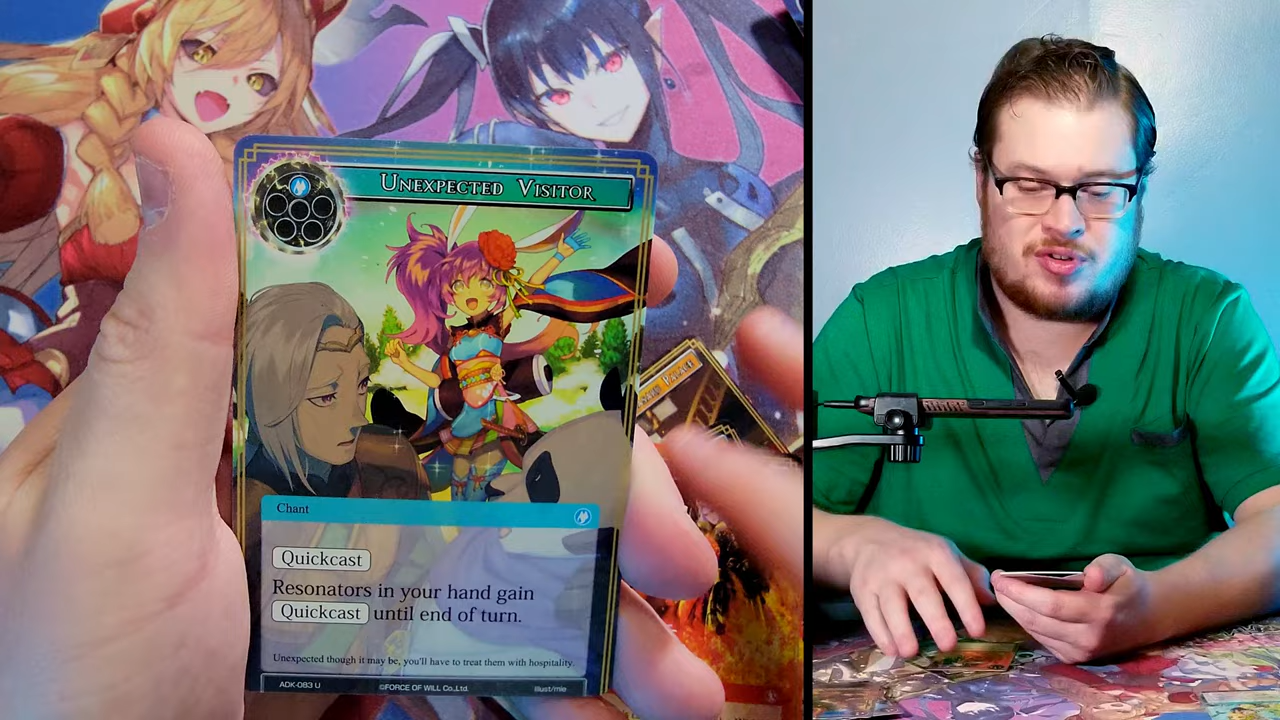 Unexpected Visitor
Chant
Quickcast
Resonators in your hand gain
Quickcast until end of turn.
Unexpected though it may be, you'll have to treat them with hospitality.
ADK-083 U ©FORCE OF WILL Co.,Ltd. illust/mie